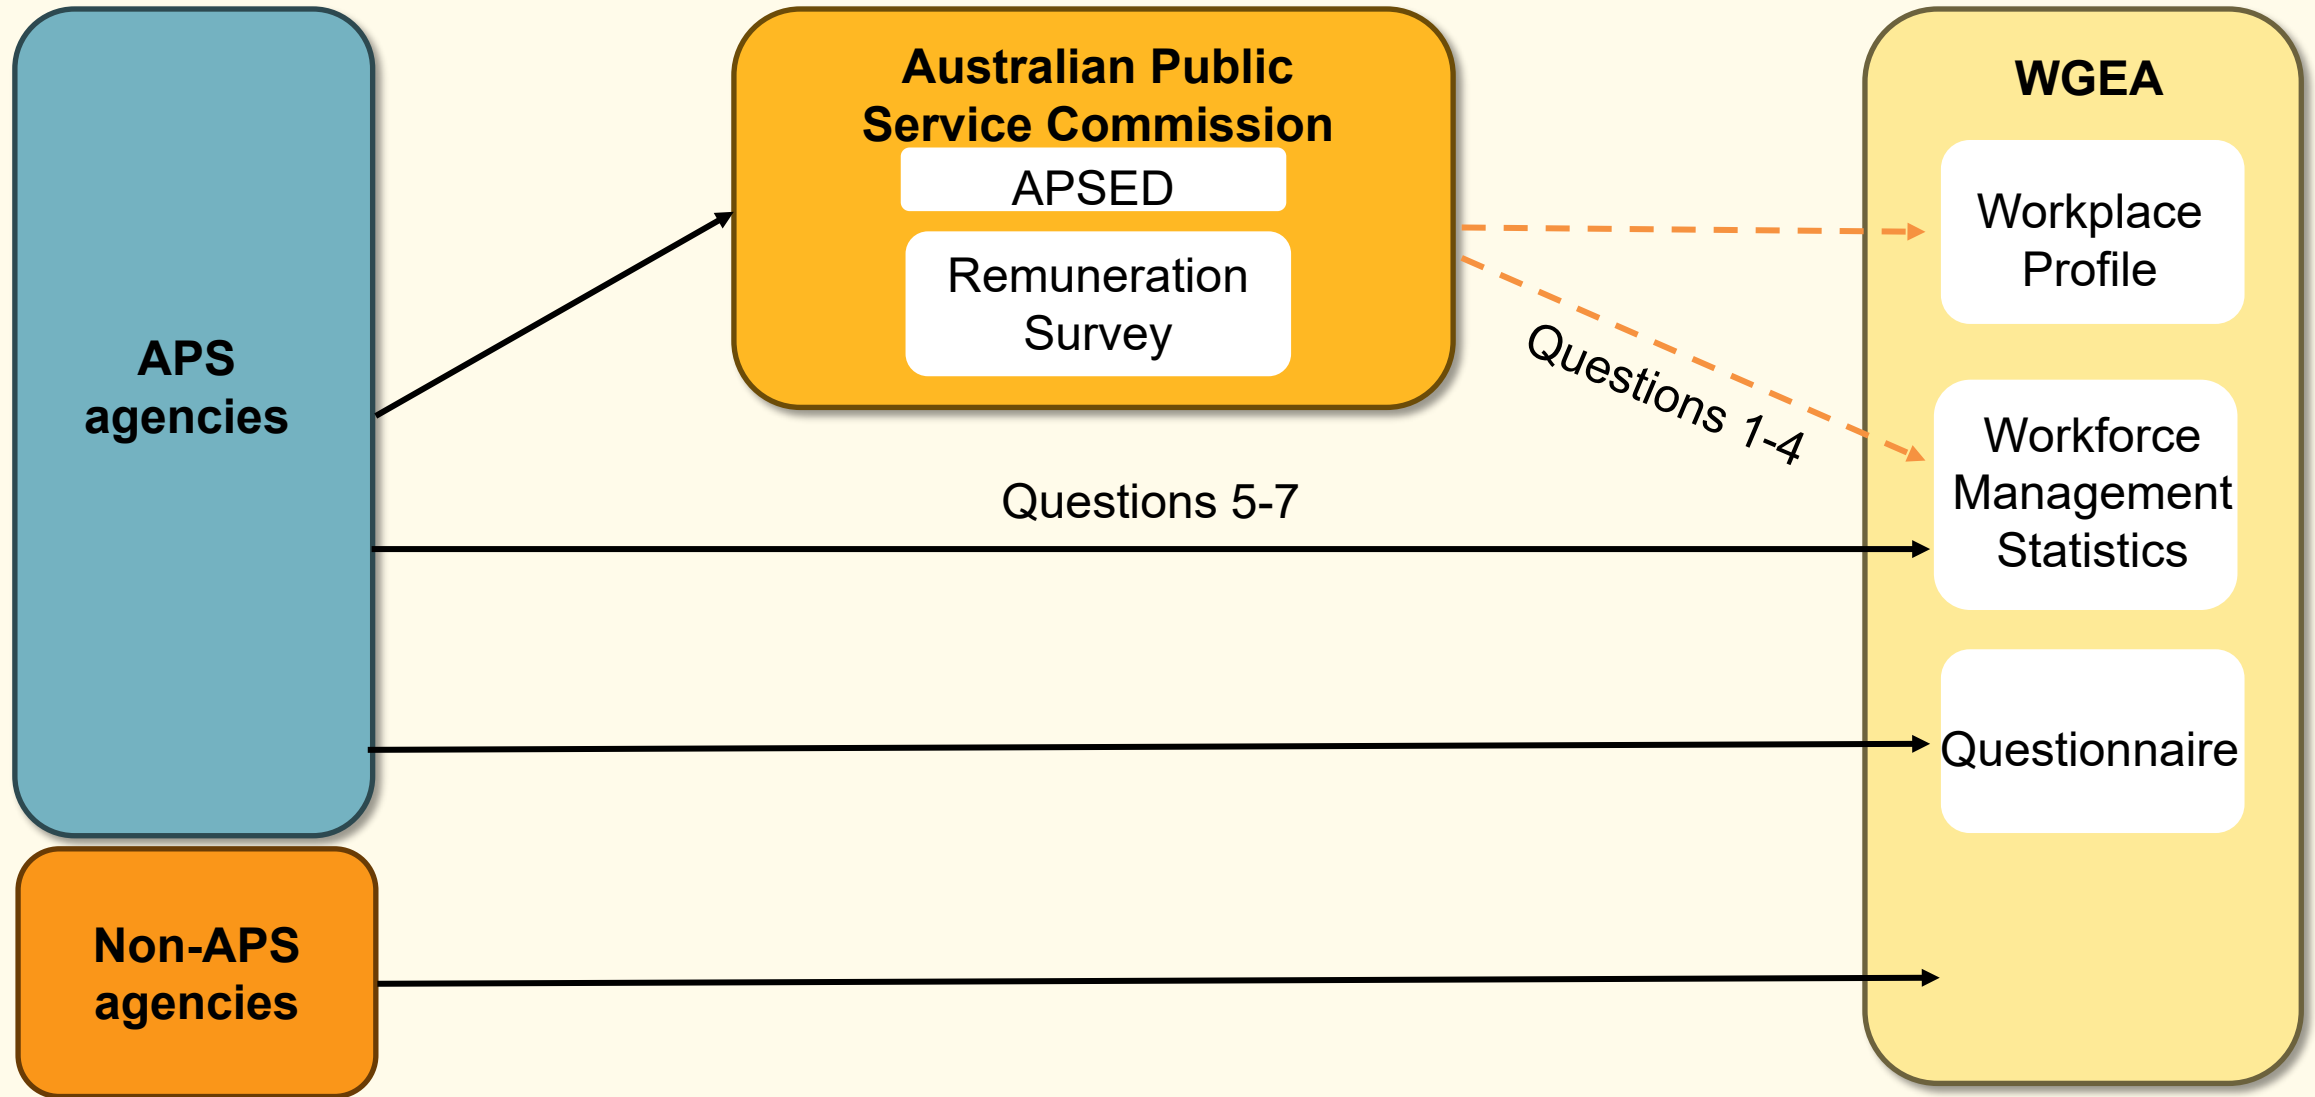 APS
agencies
Non-APS
agencies
Australian Public
Service Commission
APSED
Remuneration
Survey
Questions 1-4
Questions 5-7
WGEA
Workplace
Profile
Workforce
Management
Statistics
Questionnaire